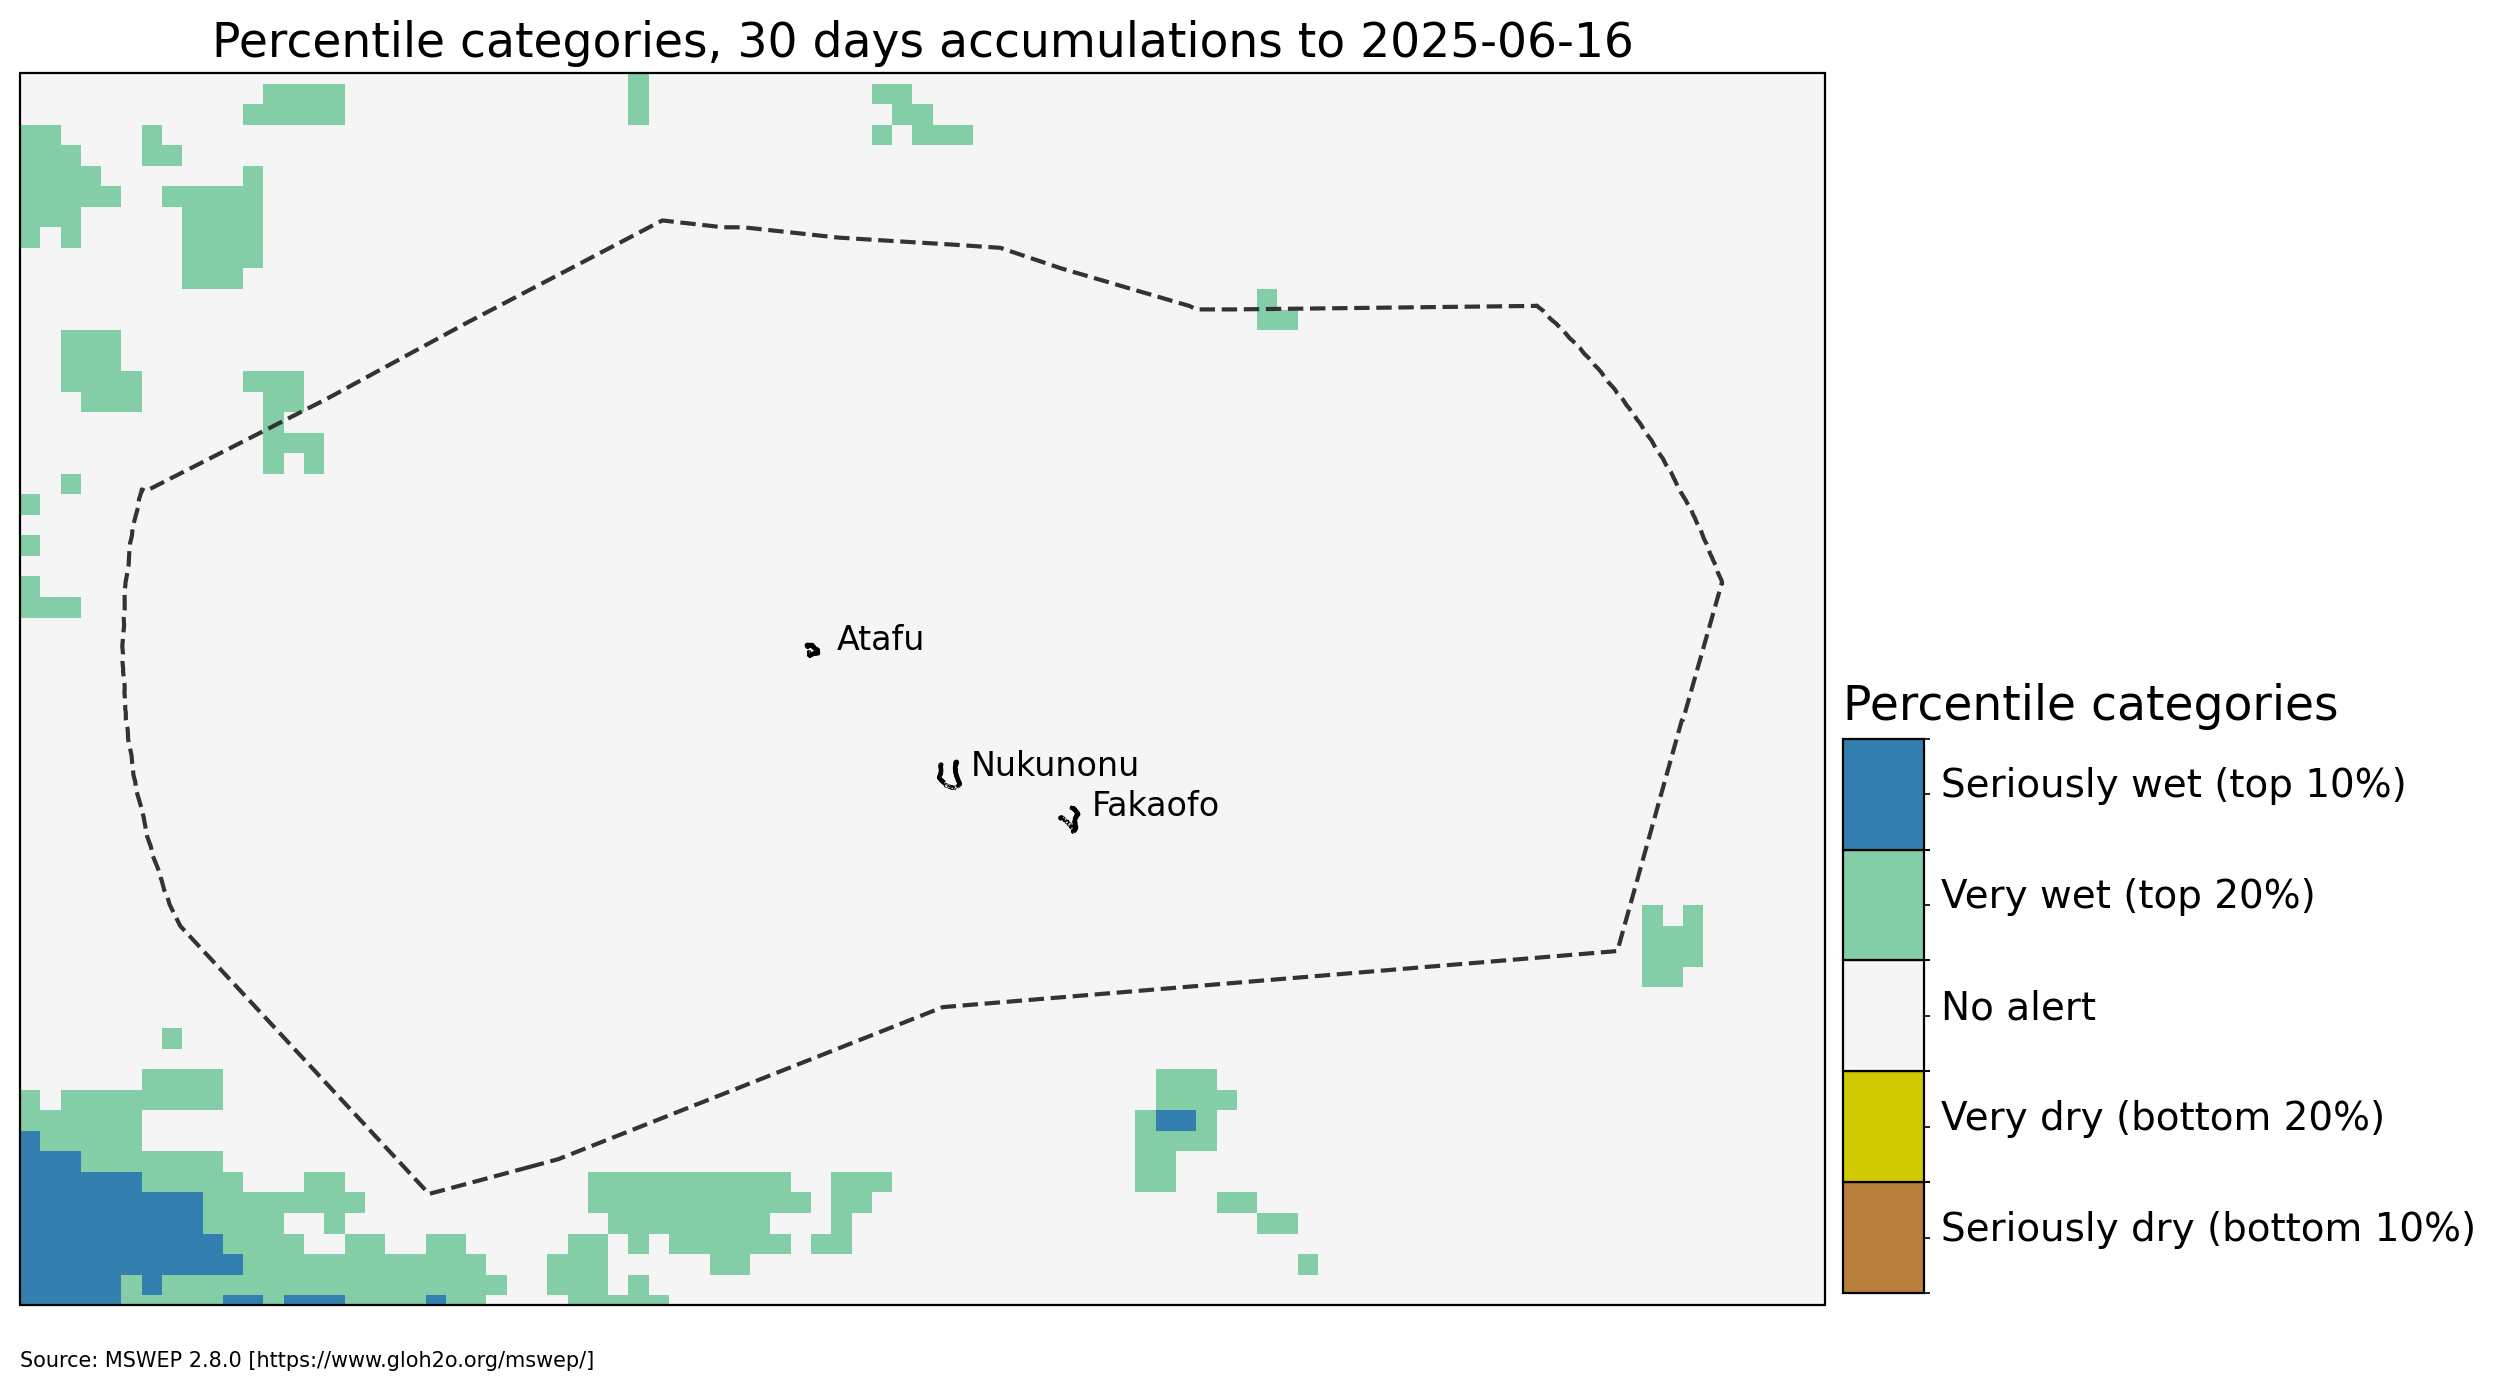 Percentile categories, 30 days accumulations to 2025-06-16
Atafu
Nukunonu
Fakaofo
Percentile categories
Seriously wet (top 10%)
Very wet (top 20%)
No alert
Very dry (bottom 20%)
Seriously dry (bottom 10%)
Source: MSWEP 2.8.0 [https://www.gloh2o.org/mswep/]